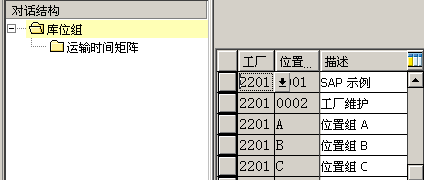 对话结构
库位组
运输时间矩阵
工厂 位置... 描述
2201 01 SAP 示例
2201 0002 工厂维护
2201 A 位置组 A
2201 B 位置组 B
2201 C 位置组 C